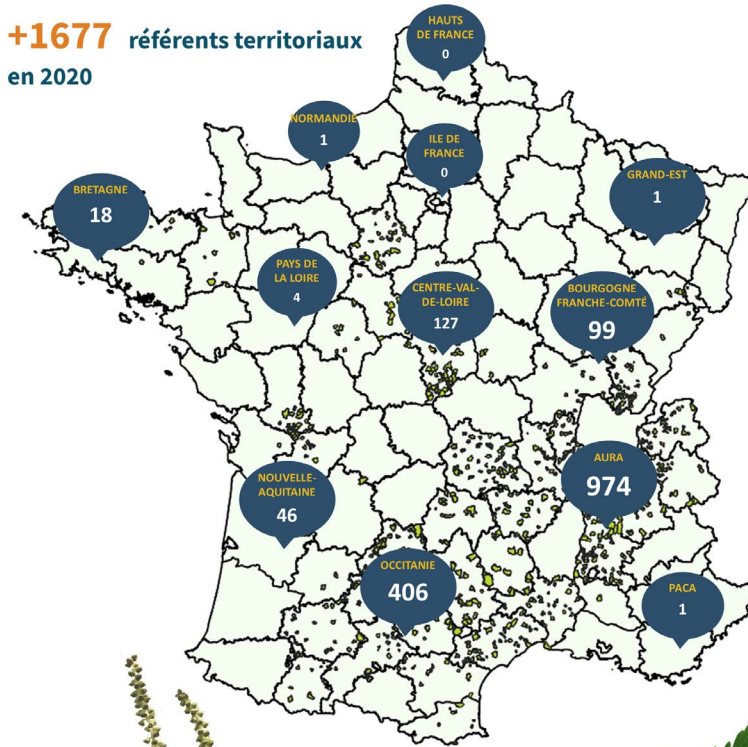 +1677 référents territoriaux
en 2020
HAUTS
DE FRANCE
0
NORMANDIE
1
ILE DE
FRANCE
0
GRAND-EST
1
BRETAGNE
18
PAYS DE
LA LOIRE
4
CENTRE-VAL-
DE-LOIRE
127
BOURGOGNE
FRANCHE-COMTÉ
99
AURA
974
NOUVELLE-
AQUITAINE
46
OCCITANIE
406
PACA
1